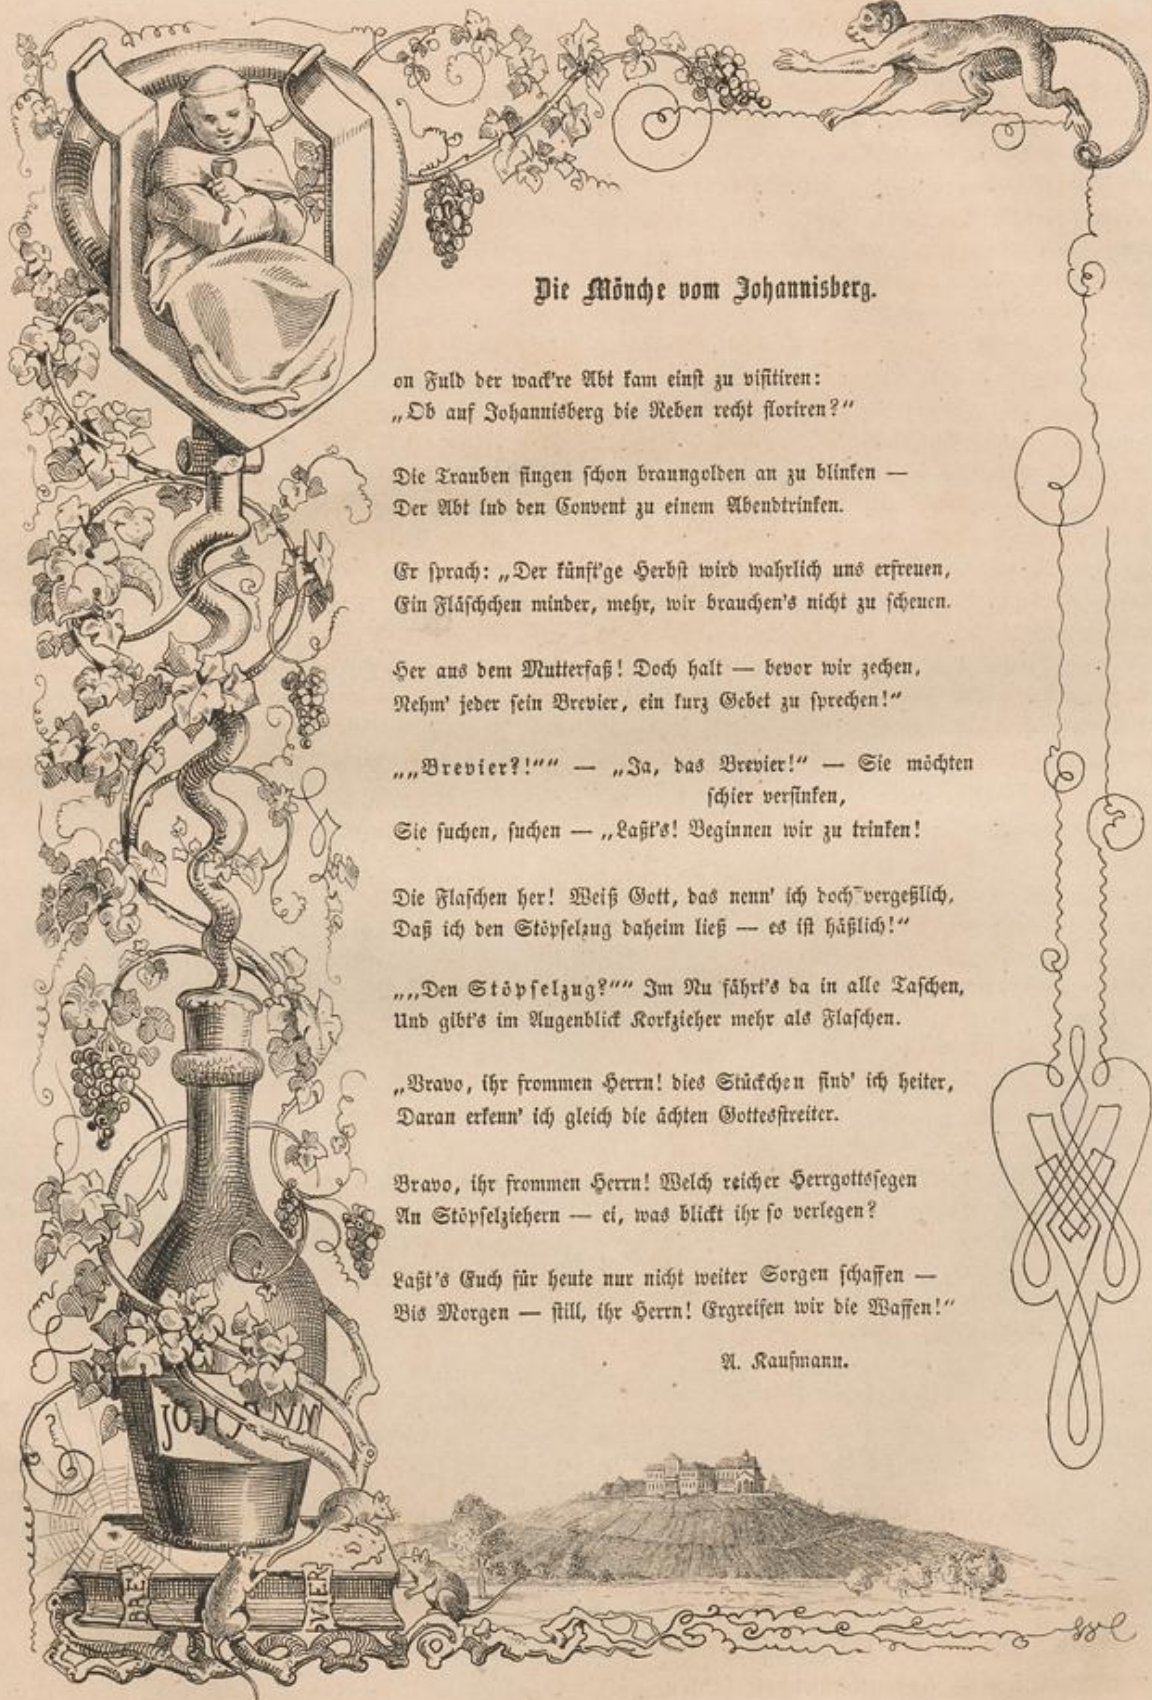 Die Mönche vom Johannisberg.
on Fuld der wack're Abt kam einst zu visitiren:
„Ob auf Johannisberg die Reben recht floriren?“
Die Trauben fingen schon braungolden an zu blinken —
Der Abt lud den Convent zu einem Abendtrinken.
Er sprach: „Der künft'ge Herbst wird wahrlich uns erfreuen,
Ein Fläschchen minder, mehr, wir brauchen's nicht zu scheuen.
Her aus dem Mutterfaß! Doch halt — bevor wir zechen,
Nehm' jeder sein Brevier, ein kurz Gebet zu sprechen!“
„„Brevier?!““ — „Ja, das Brevier!“ — Sie möchten
schier versinken,
Sie suchen, suchen — „Laßt's! Beginnen wir zu trinken!
Die Flaschen her! Weiß Gott, das nenn' ich doch vergeßlich,
Daß ich den Stöpselzug daheim ließ — es ist häßlich!“
„„Den Stöpselzug?““ Im Nu fährt's da in alle Taschen,
Und gibt's im Augenblick Korkzieher mehr als Flaschen.
„Bravo, ihr frommen Herrn! dies Stückchen find' ich heiter,
Daran erkenn' ich gleich die ächten Gottesstreiter.
Bravo, ihr frommen Herrn! Welch reicher Herrgottssegen
An Stöpselziehern — ei, was blickt ihr so verlegen?
Laßt's Euch für heute nur nicht weiter Sorgen schaffen —
Bis Morgen — still, ihr Herrn! Ergreifen wir die Waffen!“
A. Kaufmann.
BRE VIER